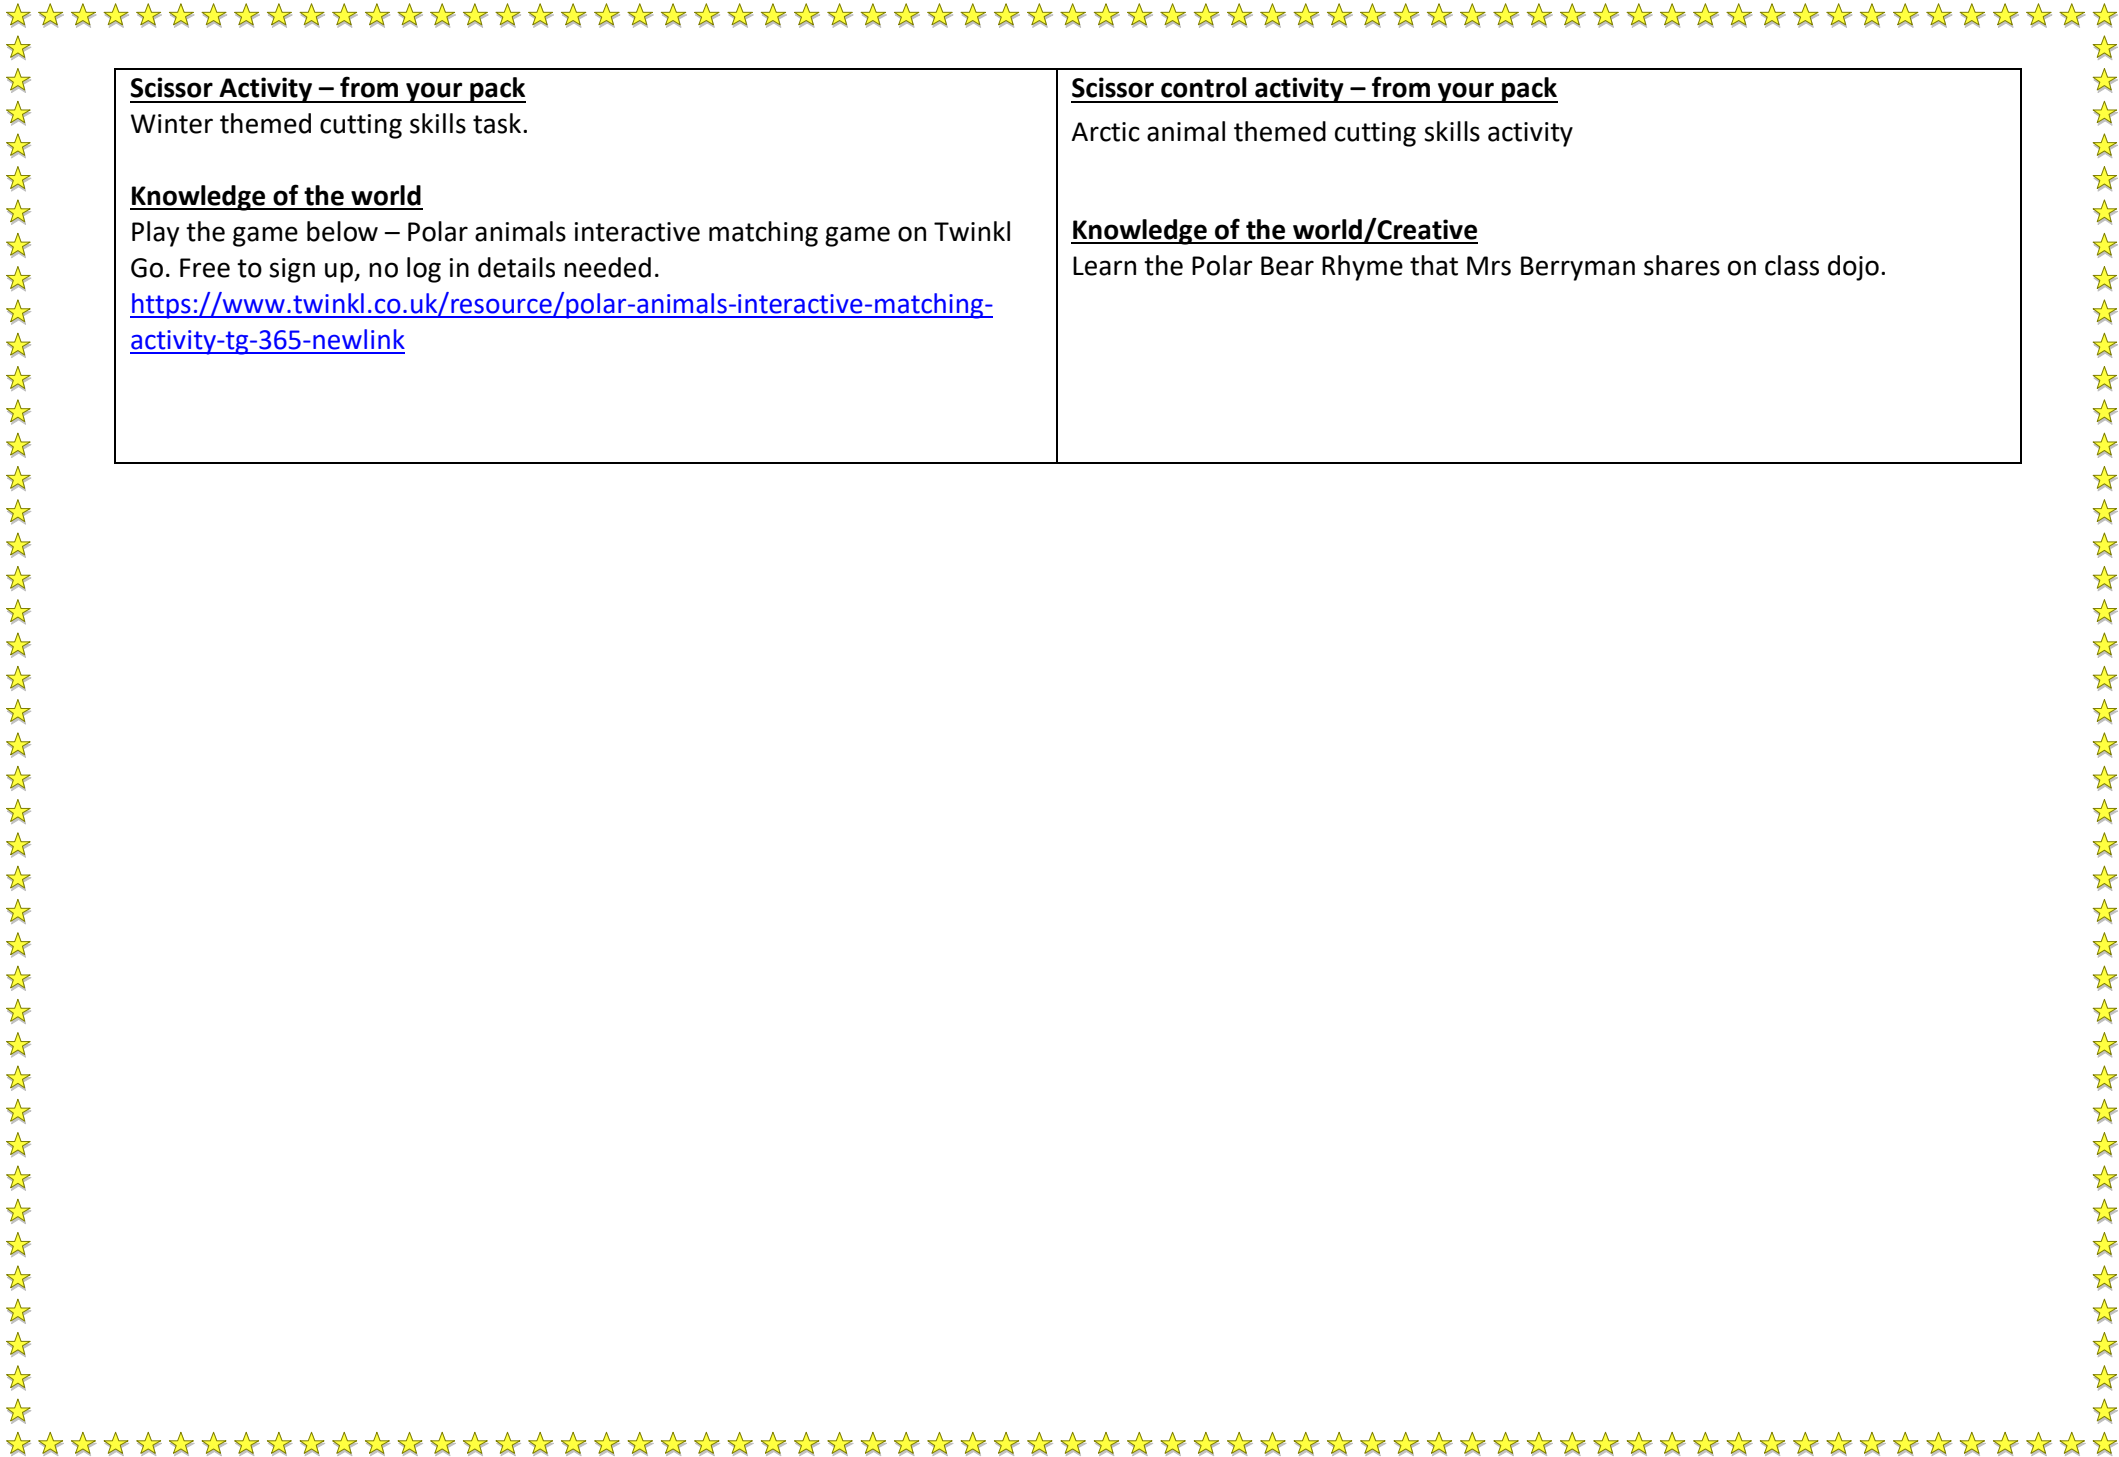 Scissor Activity – from your pack
Winter themed cutting skills task.
Knowledge of the world
Play the game below – Polar animals interactive matching game on Twinkl
Go. Free to sign up, no log in details needed.
https://www.twinkl.co.uk/resource/polar-animals-interactive-matching-
activity-tg-365-newlink
Scissor control activity – from your pack
Arctic animal themed cutting skills activity
Knowledge of the world/Creative
Learn the Polar Bear Rhyme that Mrs Berryman shares on class dojo.